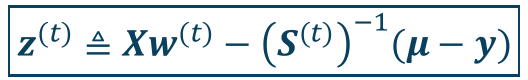 z⁽ᵗ⁾ ≜ Xw⁽ᵗ⁾ − (S⁽ᵗ⁾)⁻¹(μ − y)